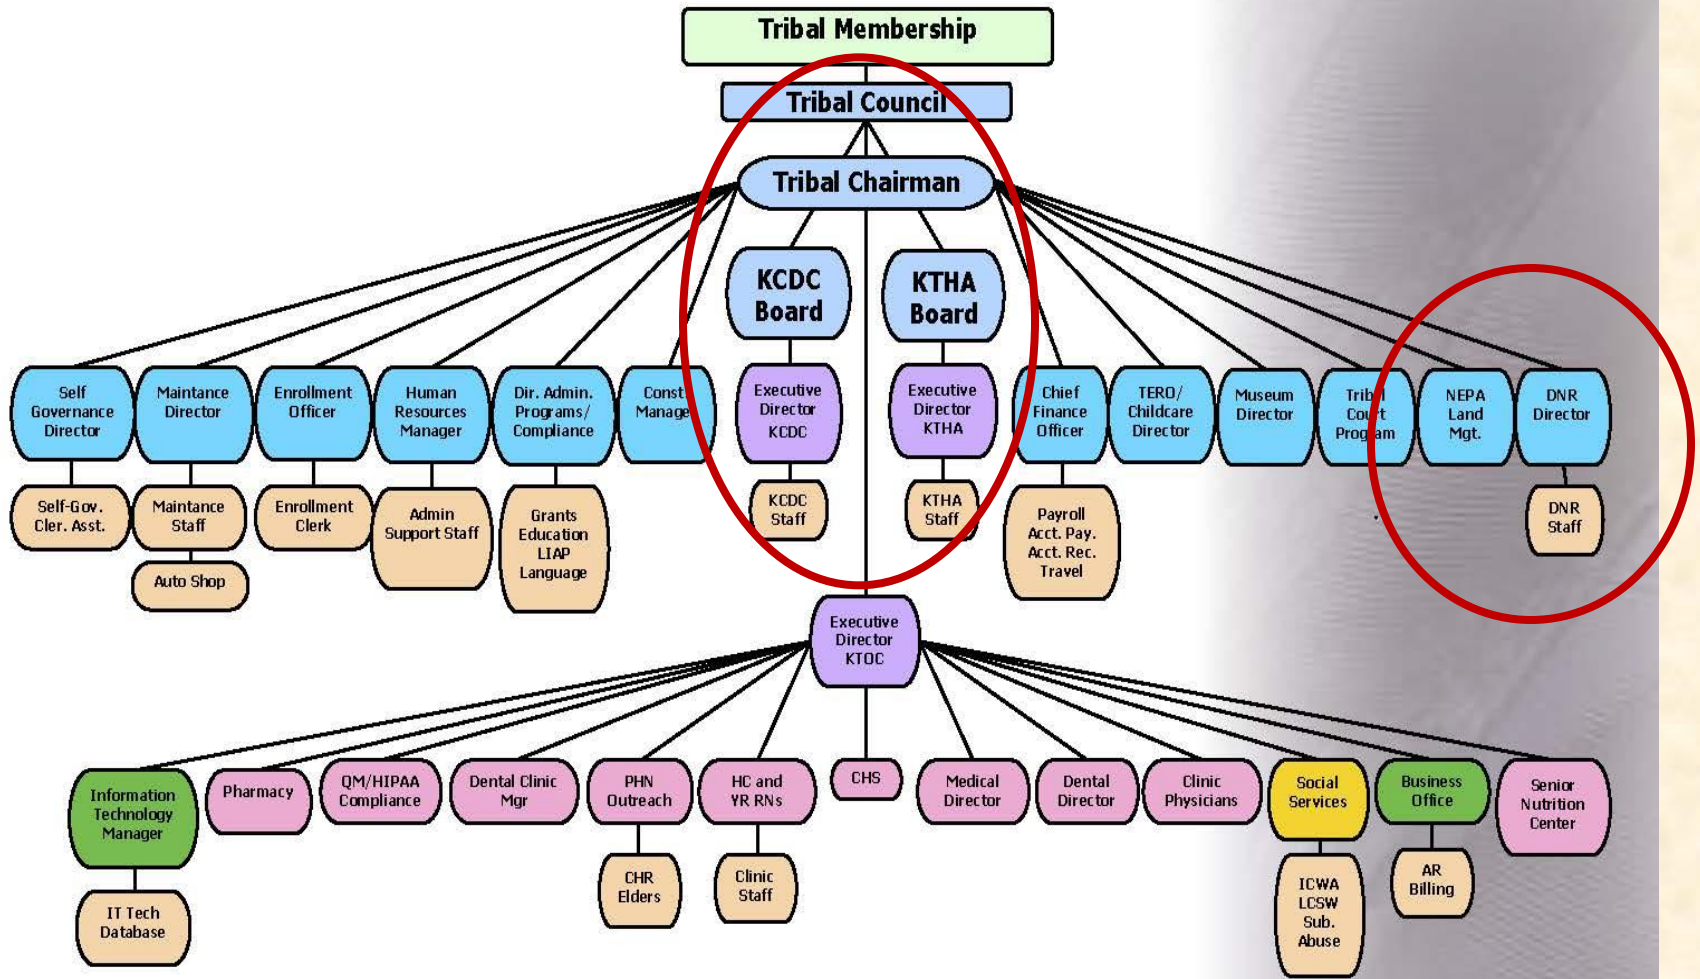 Tribal Membership
Tribal Council
Tribal Chairman
KCDC
Board
KTHA
Board
Self
Governance
Director
Maintance
Director
Enrollment
Officer
Human
Resources
Manager
Dir. Admin.
Programs/
Compliance
Const
Manage
Executive
Director
KCDC
Executive
Director
KTHA
Chief
Finance
Officer
TERO/
Childcare
Director
Museum
Director
Tribal
Court
Program
NEPA
Land
Mgt.
DNR
Director
Self-Gov.
Cler. Asst.
Maintance
Staff
Auto Shop
Enrollment
Clerk
Admin
Support Staff
Grants
Education
LIAP
Language
KCDC
Staff
KTHA
Staff
Payroll
Acct. Pay.
Acct. Rec.
Travel
DNR
Staff
Executive
Director
KTOC
Information
Technology
Manager
Pharmacy
QM/HIPAA
Compliance
Dental Clinic
Mgr
PHN
Outreach
HC and
YR RNs
CHS
Medical
Director
Dental
Director
Clinic
Physicians
Social
Services
Business
Office
Senior
Nutrition
Center
IT Tech
Database
CHR
Elders
Clinic
Staff
ICWA
LCSW
Sub.
Abuse
AR
Billing